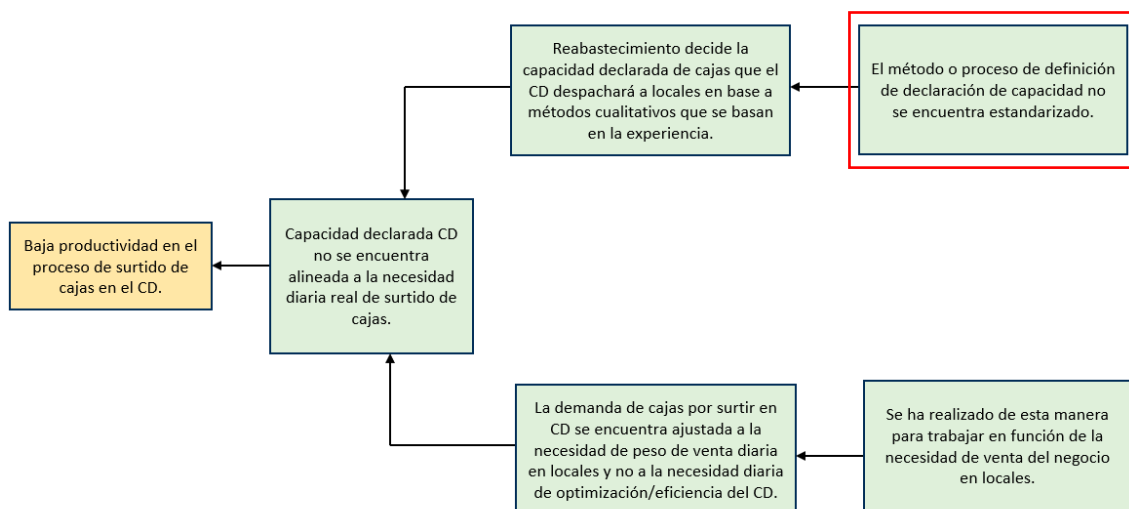 Reabastecimiento decide la
capacidad declarada de cajas que el
CD despachará a locales en base a
métodos cualitativos que se basan
en la experiencia.
El método o proceso de definición
de declaración de capacidad no
se encuentra estandarizado.
Baja productividad en el
proceso de surtido de
cajas en el CD.
Capacidad declarada CD
no se encuentra
alineada a la necesidad
diaria real de surtido de
cajas.
La demanda de cajas por surtir en
CD se encuentra ajustada a la
necesidad de peso de venta diaria
en locales y no a la necesidad diaria
de optimización/eficiencia del CD.
Se ha realizado de esta manera
para trabajar en función de la
necesidad de venta del negocio
en locales.